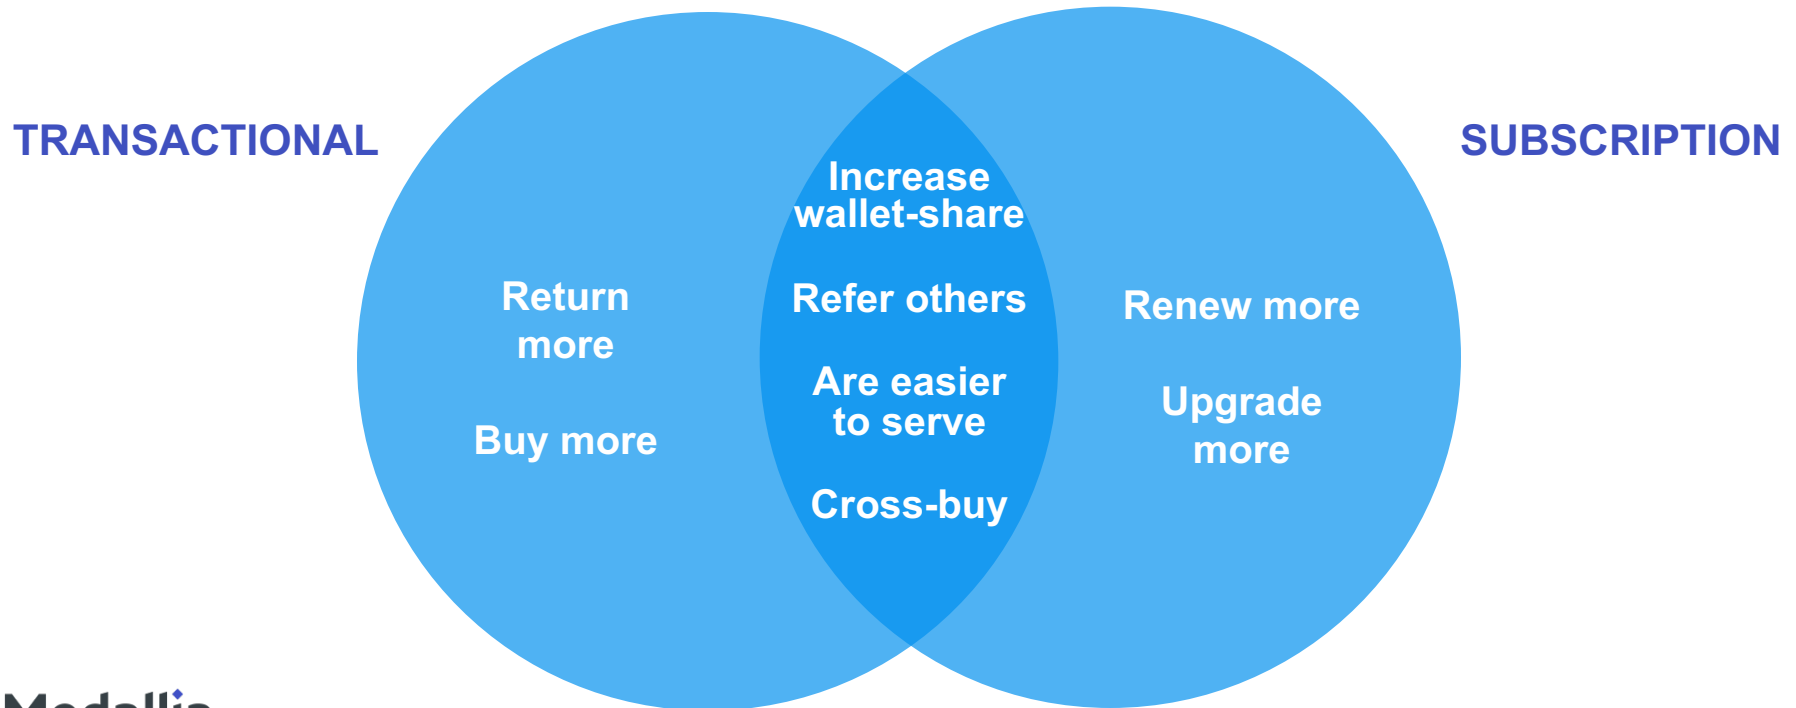 TRANSACTIONAL
SUBSCRIPTION
Return
more
Buy more
Increase
wallet-share
Refer others
Are easier
to serve
Cross-buy
Renew more
Upgrade
more
Medallia